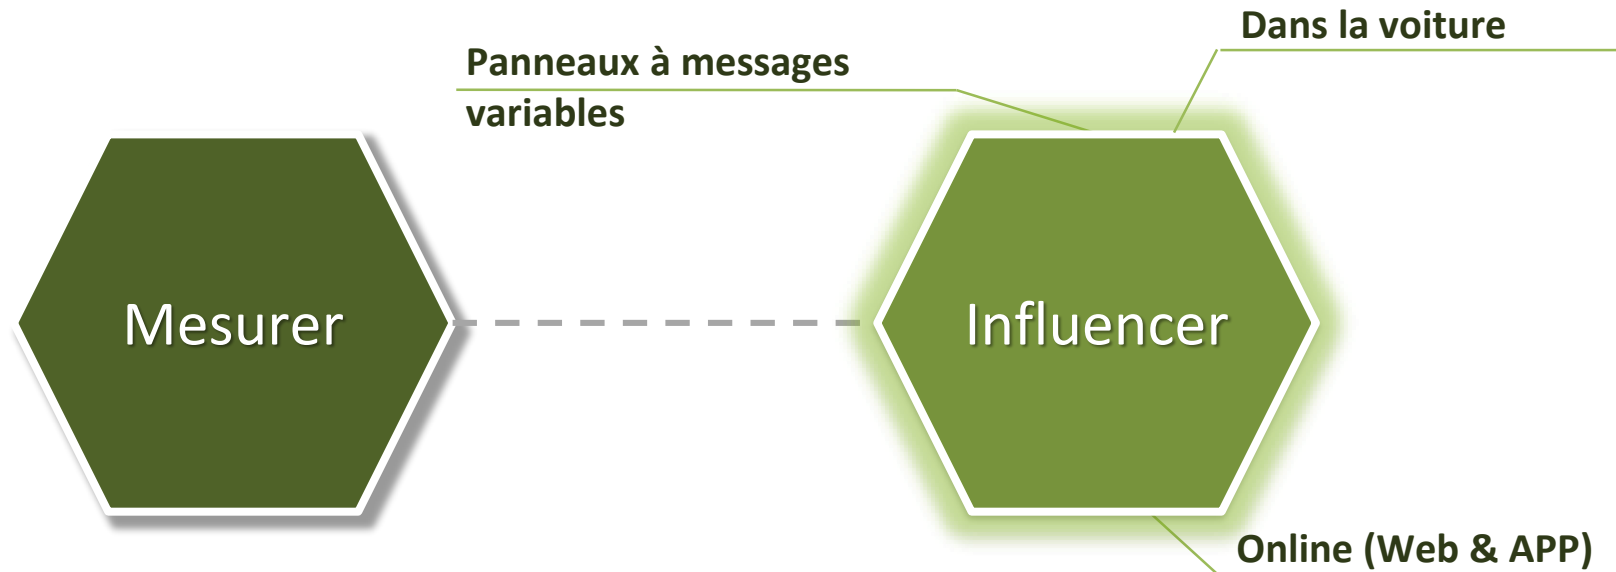 Dans la voiture
Panneaux à messages
variables
Mesurer
Influencer
Online (Web & APP)